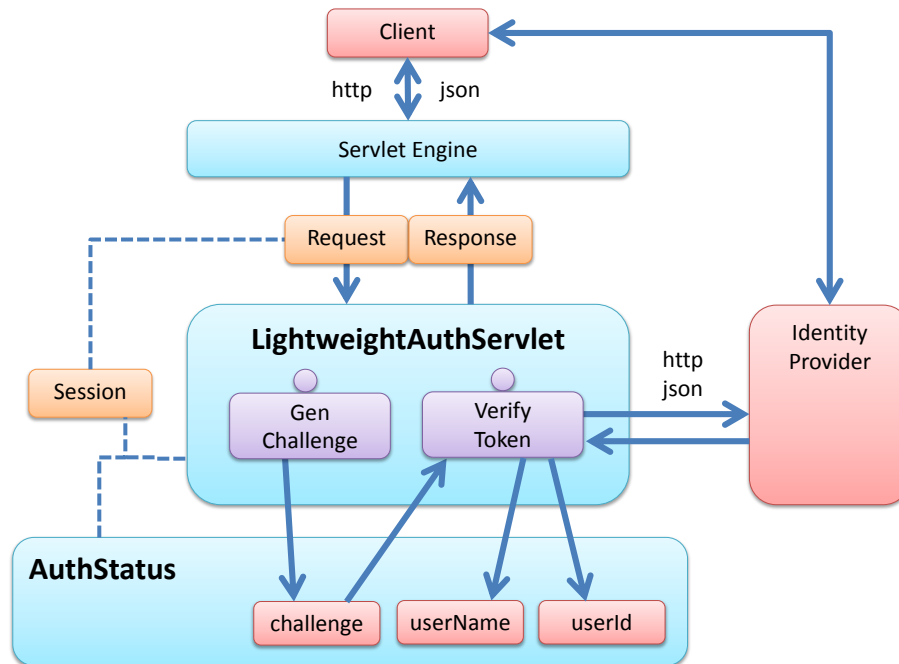 Client
http json
Servlet Engine
Request Response
LightweightAuthServlet
Identity
Provider
http
json
Session
Gen
Challenge
Verify
Token
AuthStatus
challenge userName userId